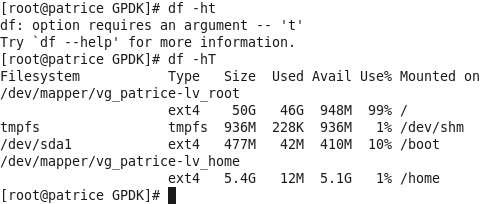 [root@patrice GPDK]# df -ht
df: option requires an argument -- 't'
Try `df --help' for more information.
[root@patrice GPDK]# df -hT
Filesystem           Type   Size  Used Avail Use% Mounted on
/dev/mapper/vg_patrice-lv_root
                     ext4    50G   46G  948M  99% /
tmpfs                tmpfs  936M  228K  936M   1% /dev/shm
/dev/sda1            ext4   477M   42M  410M  10% /boot
/dev/mapper/vg_patrice-lv_home
                     ext4   5.4G   12M  5.1G   1% /home
[root@patrice GPDK]#